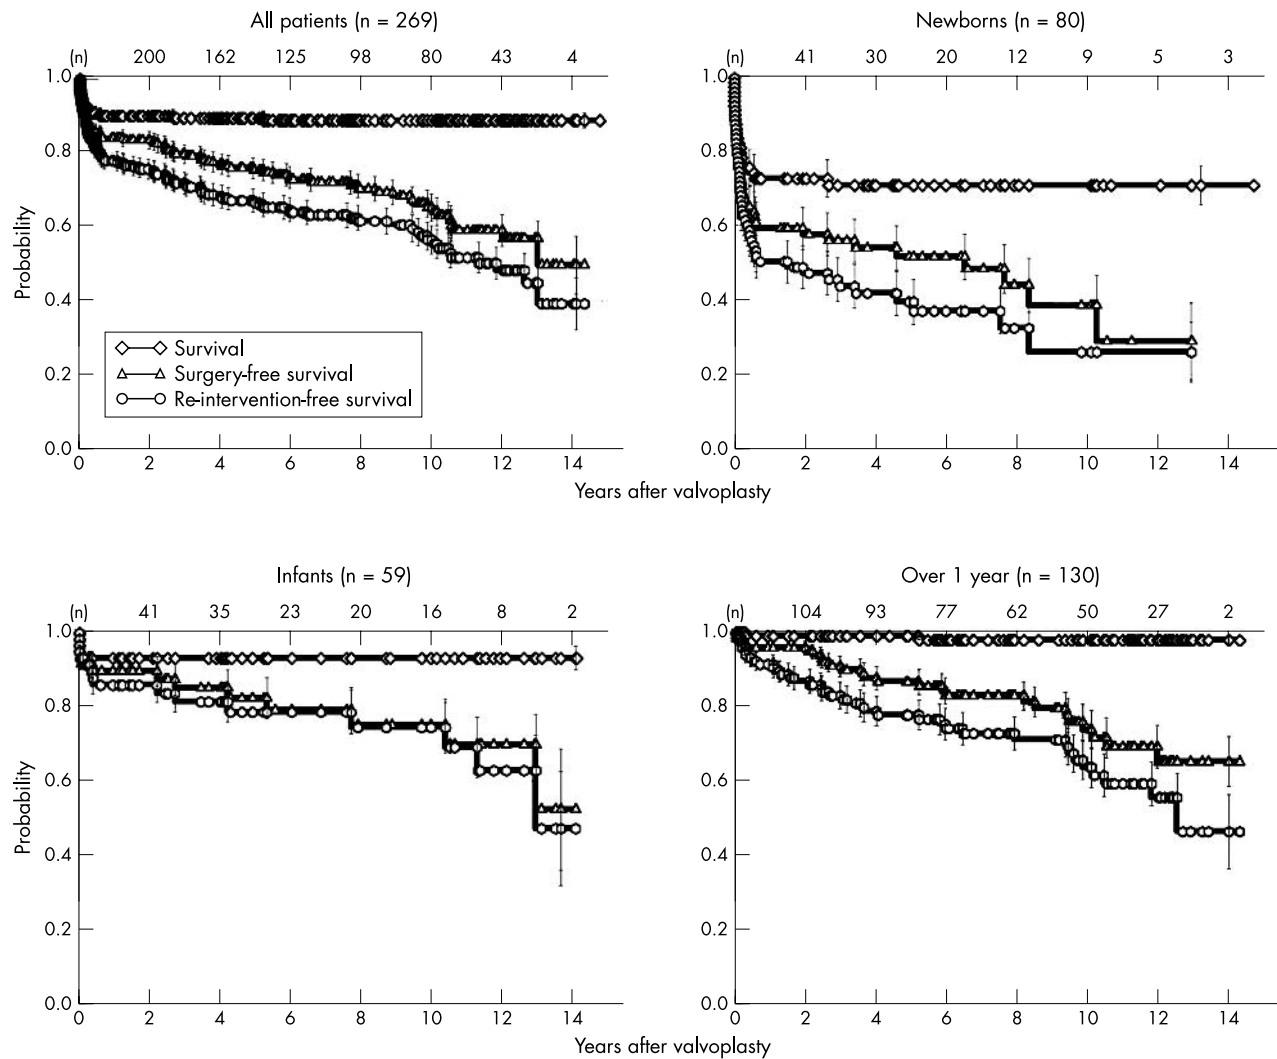 All patients (n = 269)
(n) 200 162 125 98 80 43 4
1.0
0.8
0.6
0.4
0.2
0.0
Probability
Survival
Surgery-free survival
Re-intervention-free survival
0 2 4 6 8 10 12 14
Newborns (n = 80)
(n) 41 30 20 12 9 5 3
1.0
0.8
0.6
0.4
0.2
0.0
0 2 4 6 8 10 12 14
Years after valvoplasty
Infants (n = 59)
(n) 41 35 23 20 16 8 2
1.0
0.8
0.6
0.4
0.2
0.0
Probability
0 2 4 6 8 10 12 14
Over 1 year (n = 130)
(n) 104 93 77 62 50 27 2
1.0
0.8
0.6
0.4
0.2
0.0
0 2 4 6 8 10 12 14
Years after valvoplasty